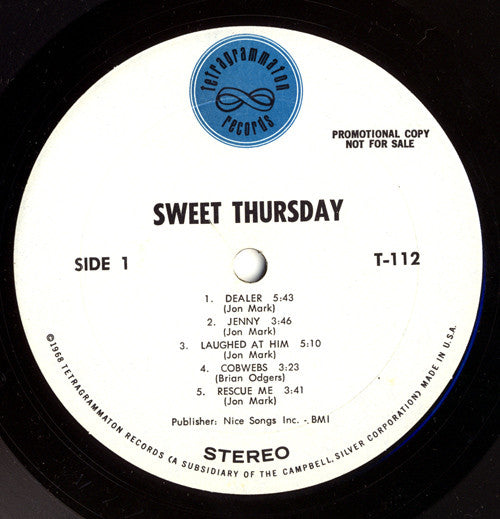 tetragrammaton
records
PROMOTIONAL COPY
NOT FOR SALE
SWEET THURSDAY
SIDE 1
T-112
1. DEALER 5:43
(Jon Mark)
2. JENNY 3:46
(Jon Mark)
3. LAUGHED AT HIM 5:10
(Jon Mark)
4. COBWEBS 3:23
(Brian Odgers)
5. RESCUE ME 3:41
(Jon Mark)
Publisher: Nice Songs Inc. - BMI
STEREO
©1968 TETRAGRAMMATON RECORDS (A SUBSIDIARY OF THE CAMPBELL, SILVER CORPORATION) MADE IN U.S.A.